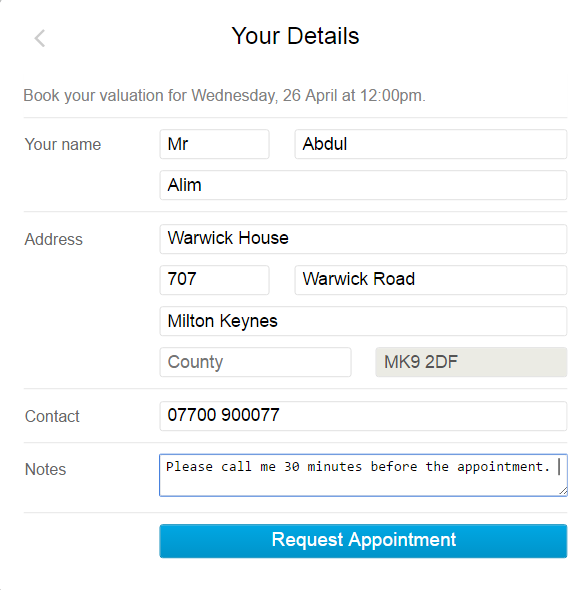 Your Details
Book your valuation for Wednesday, 26 April at 12:00pm.
Your name Mr Abdul
Alim
Address Warwick House
707 Warwick Road
Milton Keynes
County MK9 2DF
Contact 07700 900077
Notes Please call me 30 minutes before the appointment.
Request Appointment